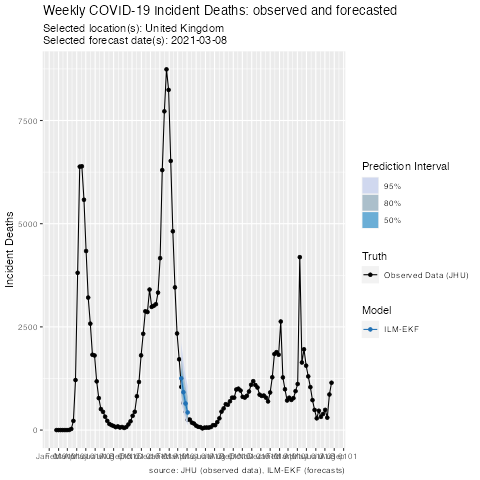 Weekly COVID-19 Incident Deaths: observed and forecasted
Selected location(s): United Kingdom
Selected forecast date(s): 2021-03-08
Incident Deaths
7500
5000
2500
0
source: JHU (observed data), ILM-EKF (forecasts)
Prediction Interval
95%
80%
50%
Truth
Observed Data (JHU)
Model
ILM-EKF